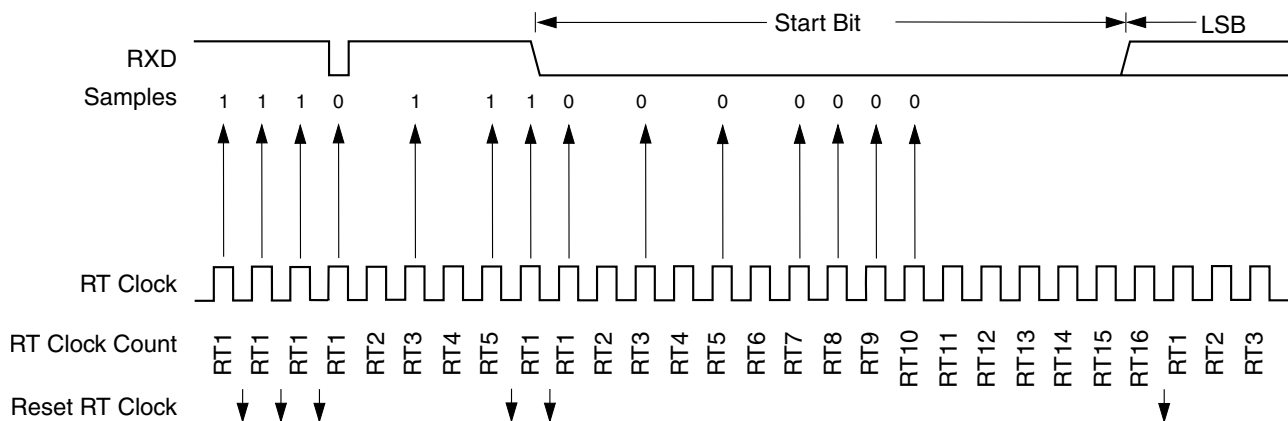 Start Bit LSB
RXD
Samples 1 1 1 0 1 1 1 0 0 0 0 0 0 0
RT Clock
RT Clock Count RT1 RT1 RT1 RT1 RT2 RT3 RT4 RT5 RT1 RT1 RT2 RT3 RT4 RT5 RT6 RT7 RT8 RT9 RT10 RT11 RT12 RT13 RT14 RT15 RT16 RT1 RT2 RT3
Reset RT Clock